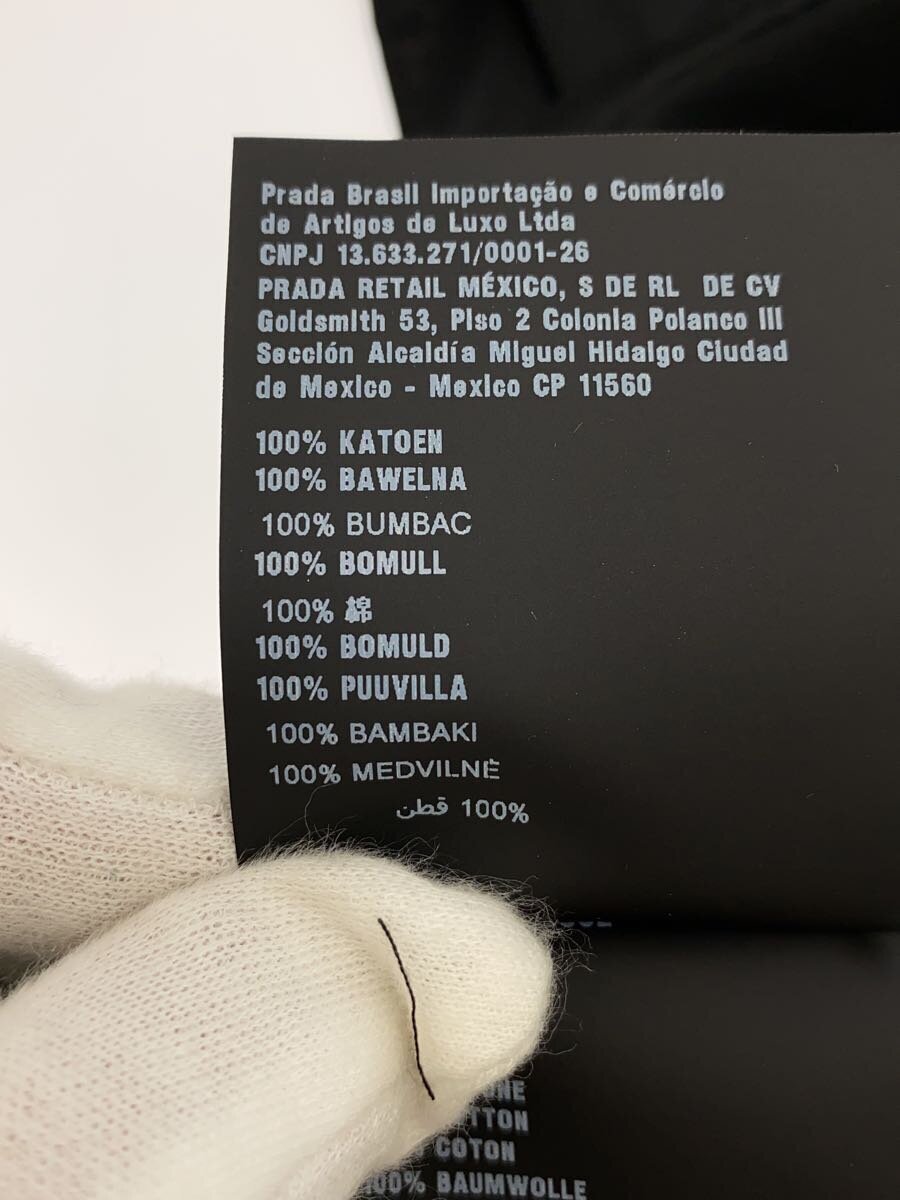 Prada Brasil Importação e Comércio
de Artigos de Luxo Ltda
CNPJ 13.633.271/0001-26
PRADA RETAIL MÉXICO, S DE RL DE CV
Goldsmith 53, Piso 2 Colonia Polanco III
Sección Alcaldía Miguel Hidalgo Ciudad
de Mexico - Mexico CP 11560
100% KATOEN
100% BAWELNA
100% BUMBAC
100% BOMULL
100% 綿
100% BOMULD
100% PUUVILLA
100% BAMBAKI
100% MEDVILNĖ
100% قطن
COTON
100% BAUMWOLLE